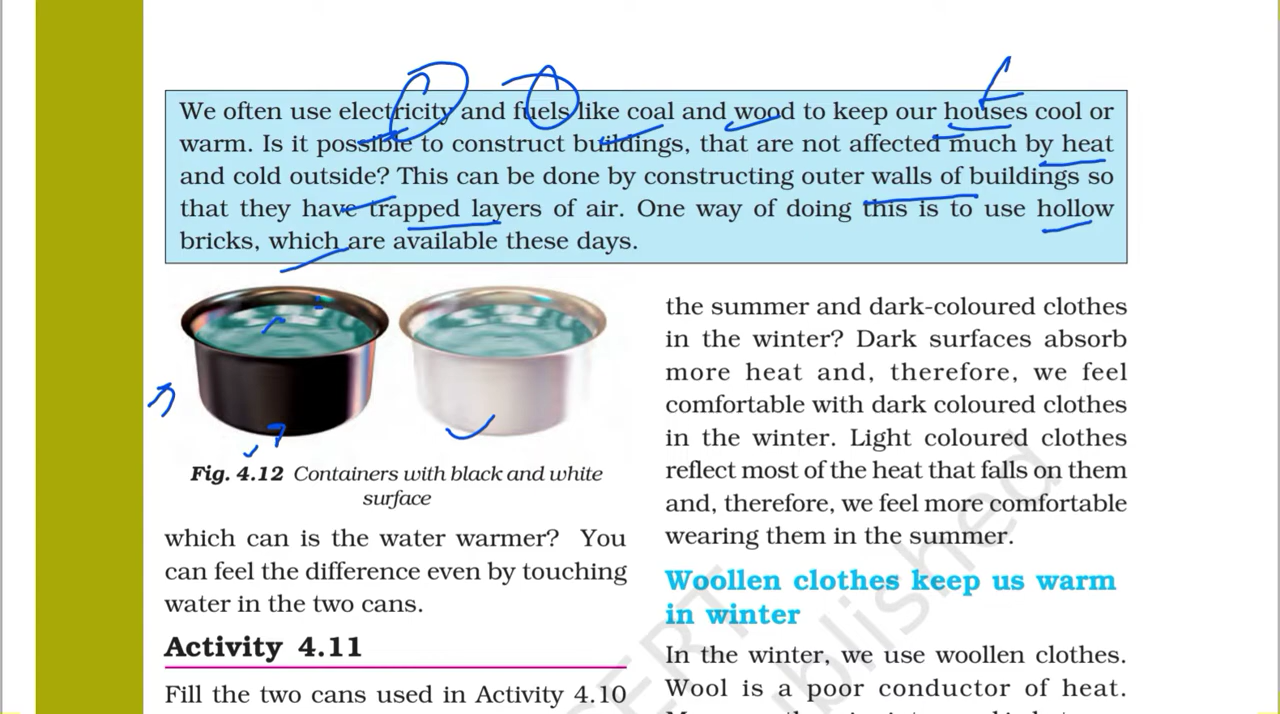 We often use electricity and fuels like coal and wood to keep our houses cool or
warm. Is it possible to construct buildings, that are not affected much by heat
and cold outside? This can be done by constructing outer walls of buildings so
that they have trapped layers of air. One way of doing this is to use hollow
bricks, which are available these days.
Fig. 4.12 Containers with black and white
surface
which can is the water warmer? You
can feel the difference even by touching
water in the two cans.
Activity 4.11
Fill the two cans used in Activity 4.10
the summer and dark-coloured clothes
in the winter? Dark surfaces absorb
more heat and, therefore, we feel
comfortable with dark coloured clothes
in the winter. Light coloured clothes
reflect most of the heat that falls on them
and, therefore, we feel more comfortable
wearing them in the summer.
Woollen clothes keep us warm
in winter
In the winter, we use woollen clothes.
Wool is a poor conductor of heat.